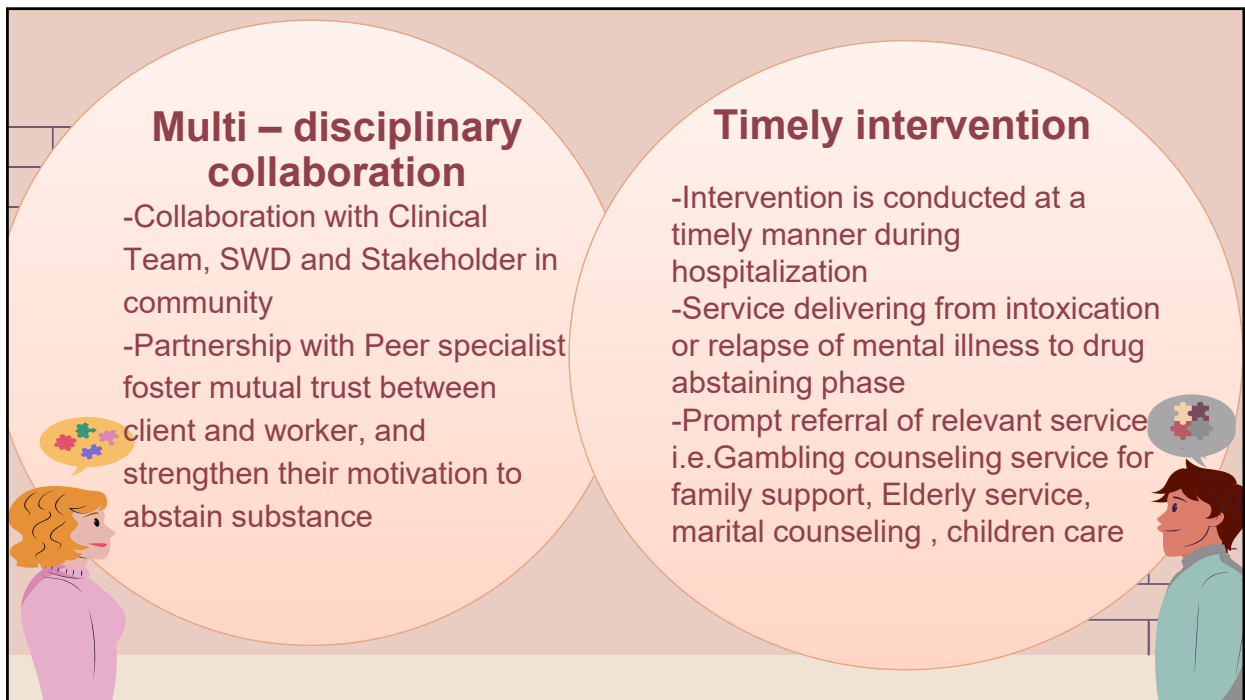 Multi – disciplinary
collaboration
-Collaboration with Clinical
Team, SWD and Stakeholder in
community
-Partnership with Peer specialist
foster mutual trust between
client and worker, and
strengthen their motivation to
abstain substance
Timely intervention
-Intervention is conducted at a
timely manner during
hospitalization
-Service delivering from intoxication
or relapse of mental illness to drug
abstaining phase
-Prompt referral of relevant service
i.e.Gambling counseling service for
family support, Elderly service,
marital counseling , children care